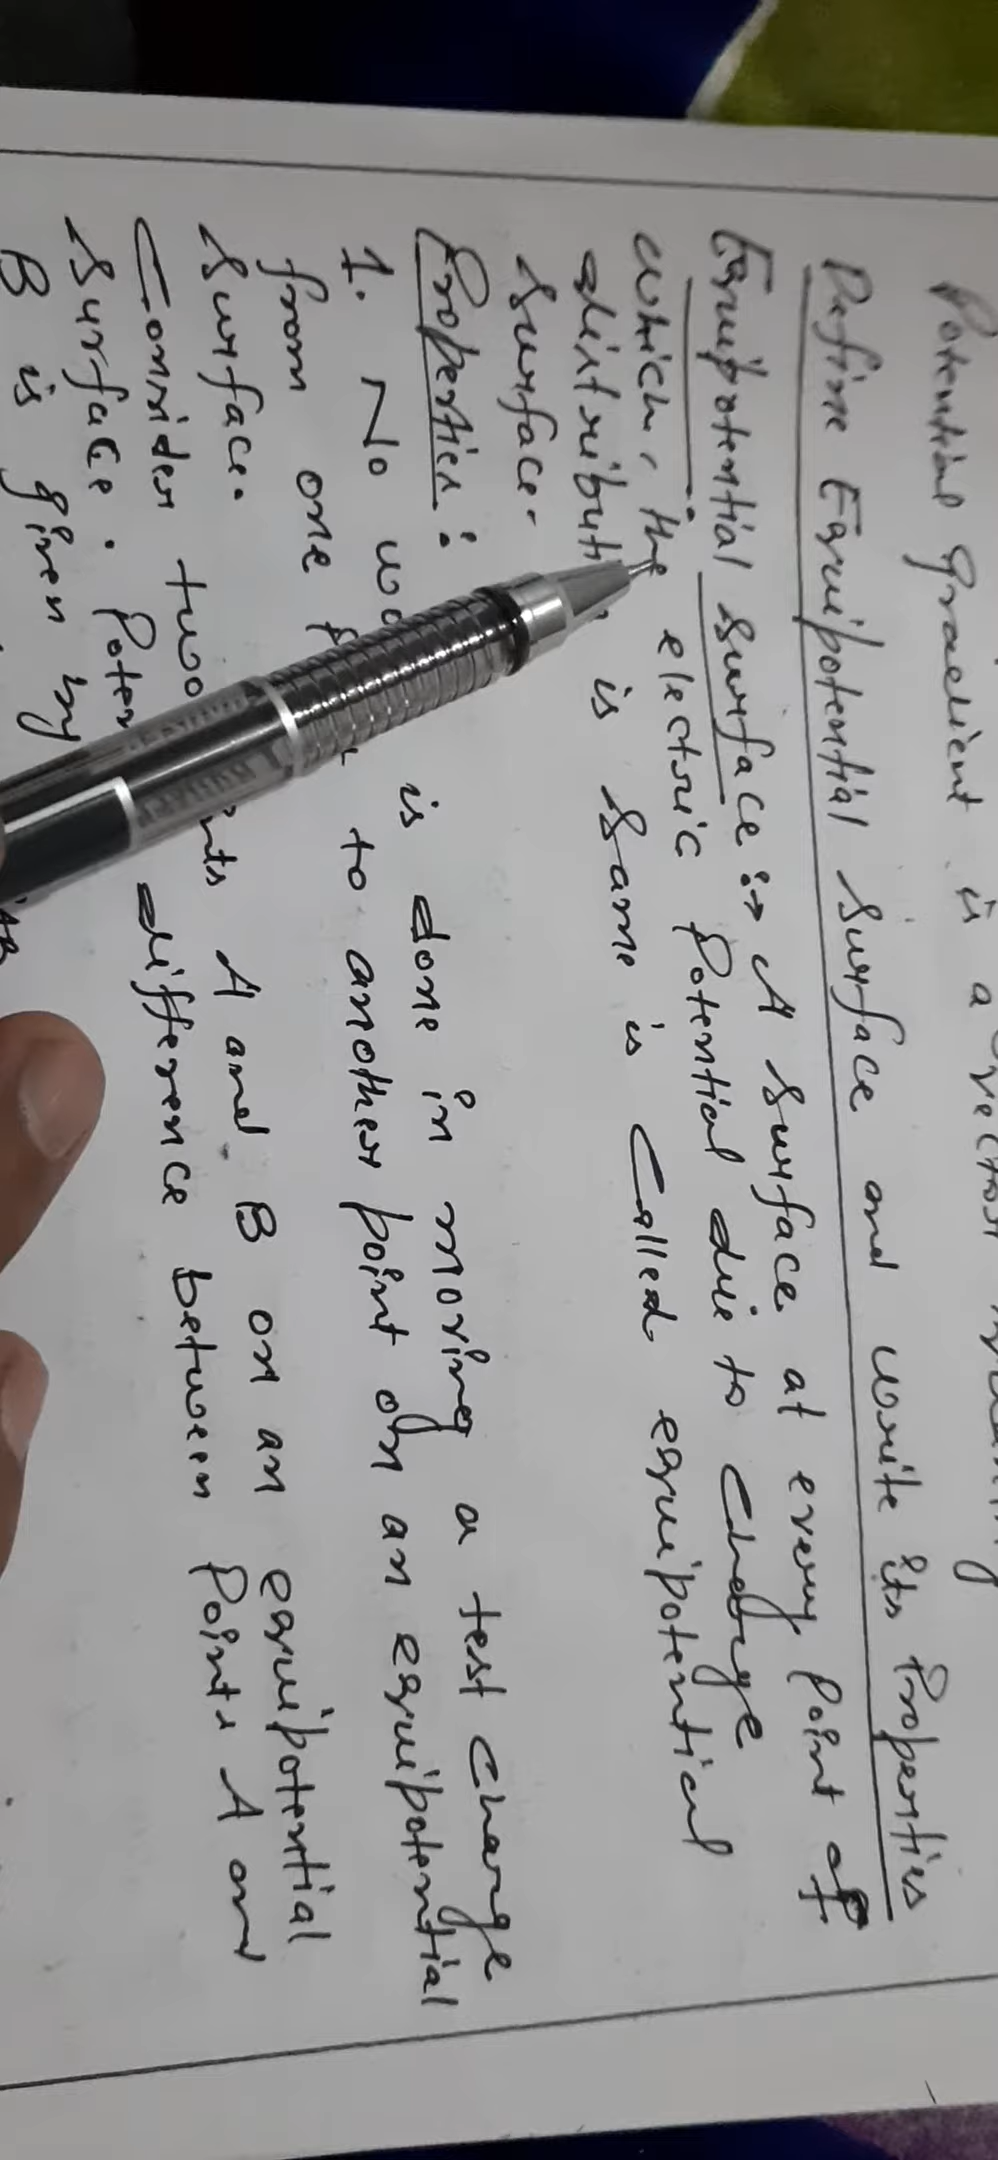 Potential gradient is a vector
Define Equipotential surface and write its Properties
Equipotential surface :→ A surface at every point of
which, the electric Potential due to charge
distributi is same is called equipotential
surface.
Properties :
1. No wo is done in moving a test charge
from one to another point on an equipotential
surface.
Consider two nts A and B on an equipotential
surface. Poten difference between Points A and
B is given by
AB